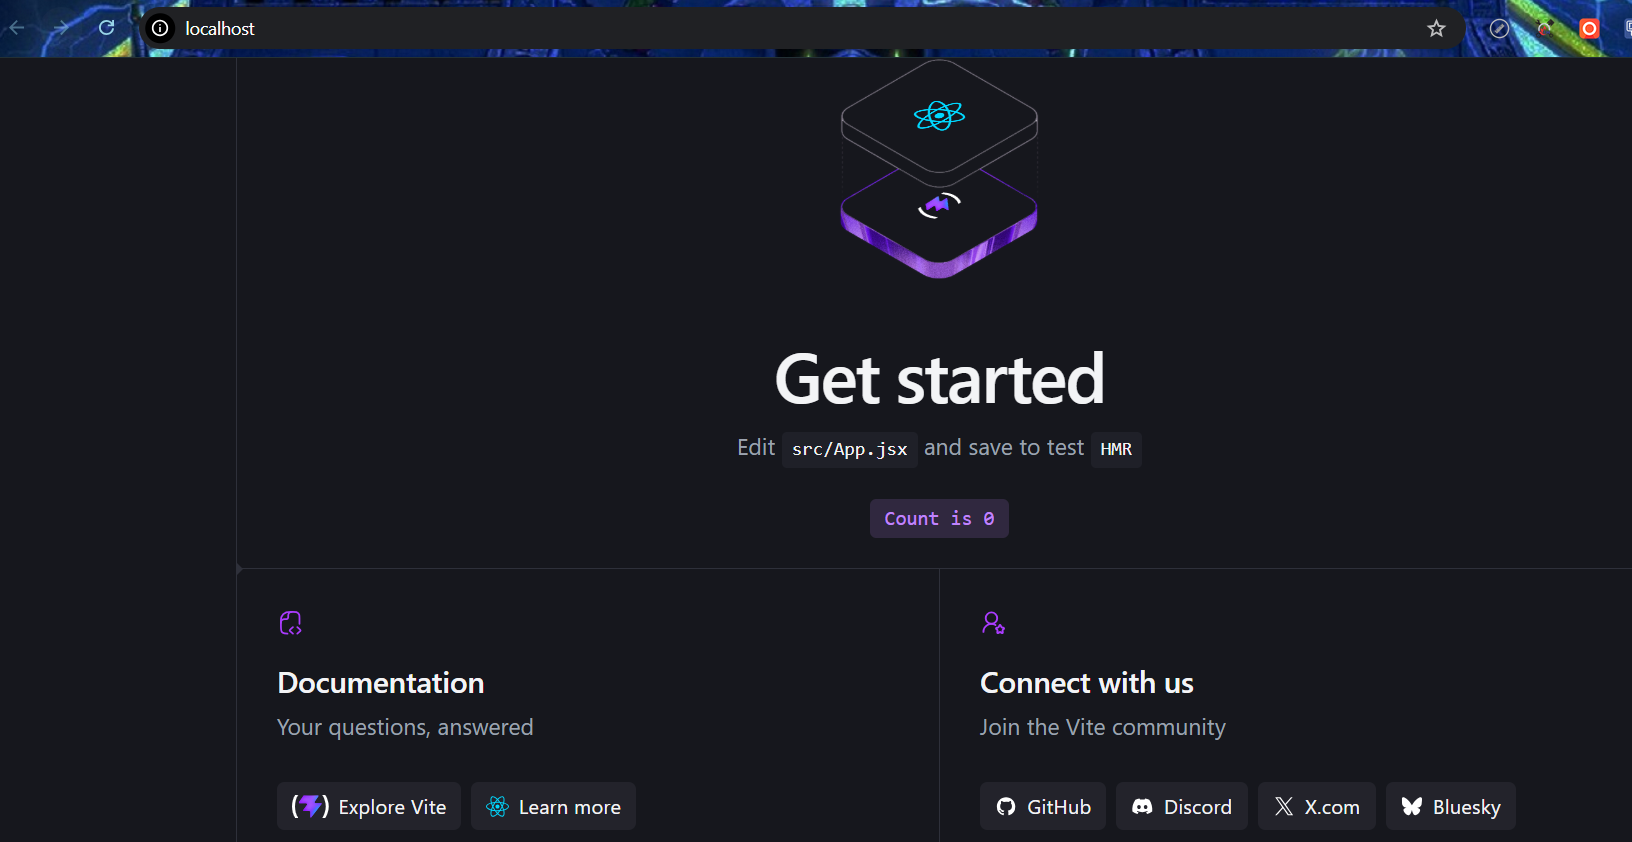 localhost
Get started
Edit src/App.jsx and save to test HMR
Count is 0
Documentation
Your questions, answered
Explore Vite
Learn more
Connect with us
Join the Vite community
GitHub
Discord
X.com
Bluesky